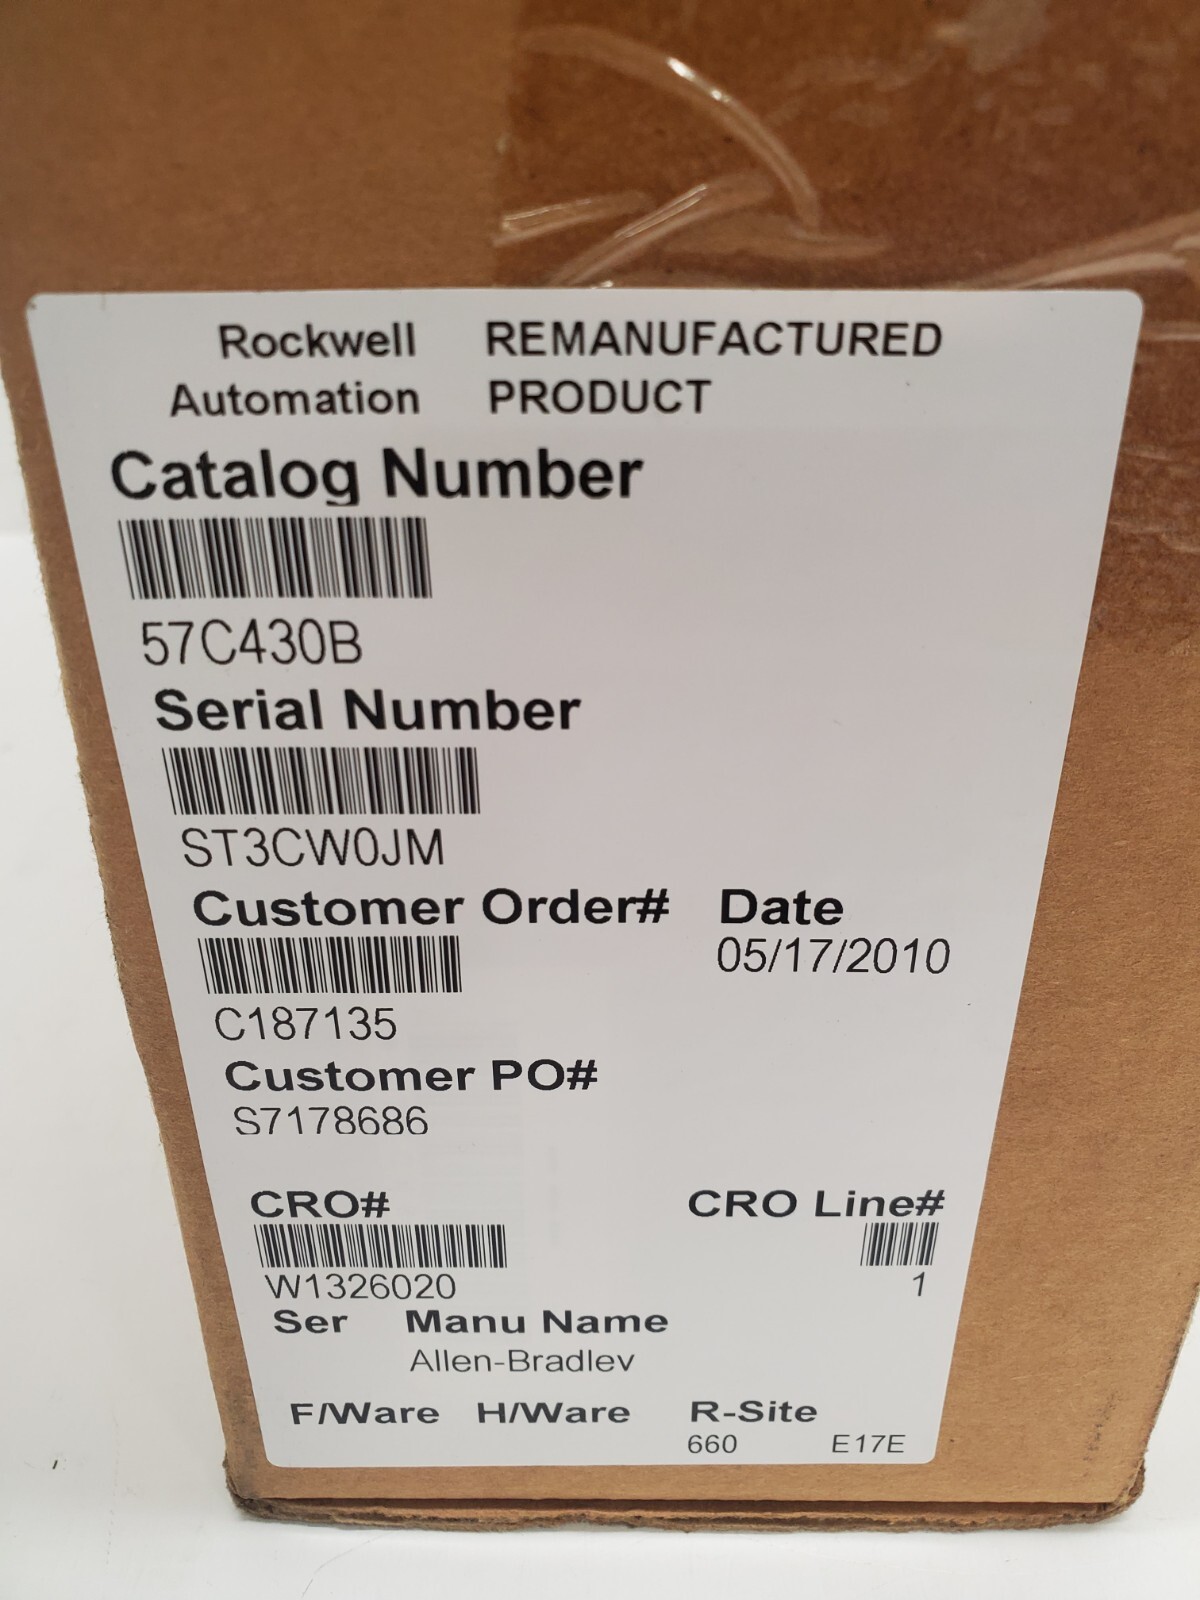 Rockwell REMANUFACTURED
Automation PRODUCT
Catalog Number
57C430B
Serial Number
ST3CW0JM
Customer Order# Date
05/17/2010
C187135
Customer PO#
S7178686
CRO# CRO Line#
W1326020 1
Ser Manu Name
Allen-Bradley
F/Ware H/Ware R-Site
660 E17E